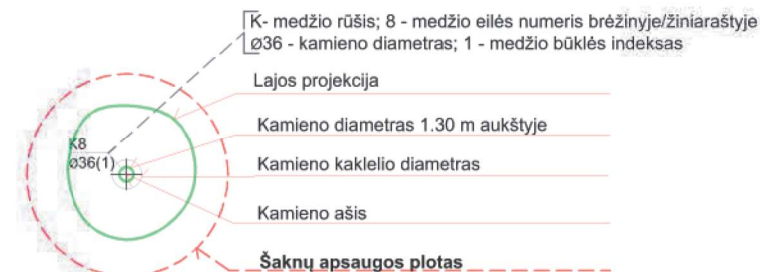 K- medžio rūšis; 8 - medžio eilės numeris brėžinyje/žiniaraštyje
ø36 - kamieno diametras; 1 - medžio būklės indeksas
Lajos projekcija
Kamieno diametras 1.30 m aukštyje
K8
ø36(1)
Kamieno kaklelio diametras
Kamieno ašis
Šaknų apsaugos plotas